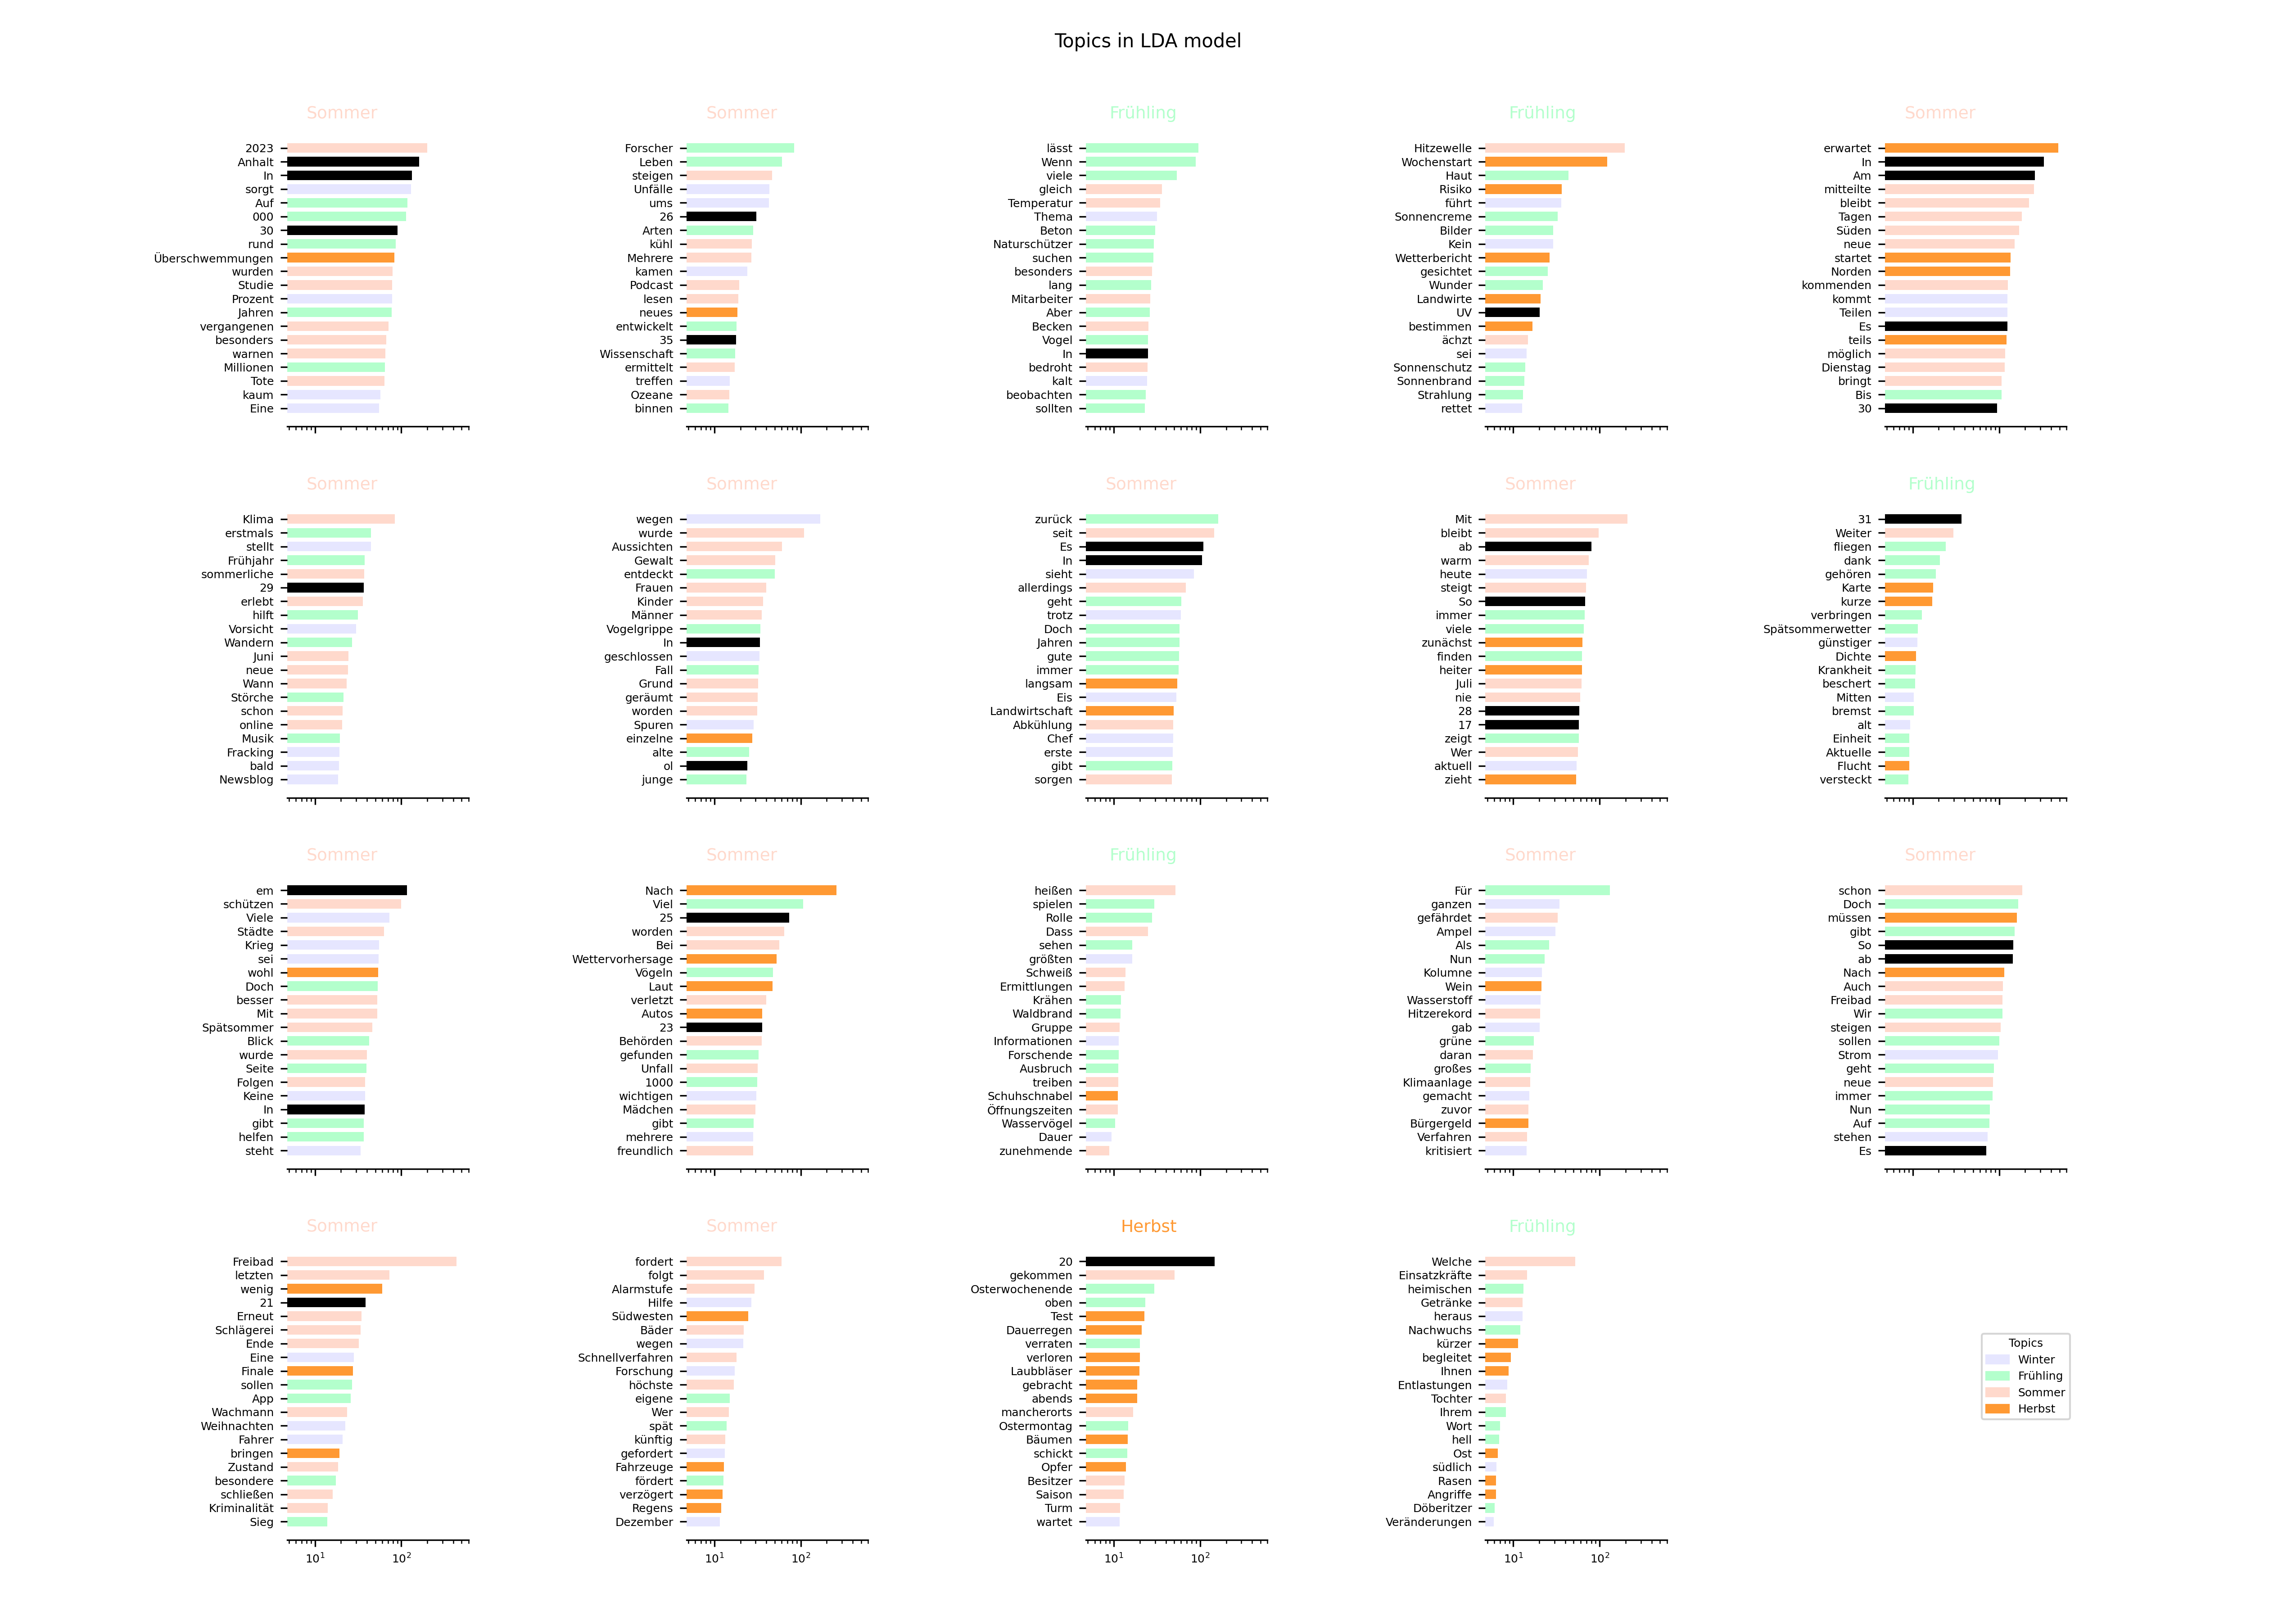 Topics in LDA model
Sommer
2023
Anhalt
In
sorgt
Auf
000
30
rund
Überschwemmungen
wurden
Studie
Prozent
Jahren
vergangenen
besonders
warnen
Millionen
Tote
kaum
Eine
Sommer
Forscher
Leben
steigen
Unfälle
ums
26
Arten
kühl
Mehrere
kamen
Podcast
lesen
neues
entwickelt
35
Wissenschaft
ermittelt
treffen
Ozeane
binnen
Frühling
lässt
Wenn
viele
gleich
Temperatur
Thema
Beton
Naturschützer
suchen
besonders
lang
Mitarbeiter
Aber
Becken
Vogel
In
bedroht
kalt
beobachten
sollten
Frühling
Hitzewelle
Wochenstart
Haut
Risiko
führt
Sonnencreme
Bilder
Kein
Wetterbericht
gesichtet
Wunder
Landwirte
UV
bestimmen
ächzt
sei
Sonnenschutz
Sonnenbrand
Strahlung
rettet
Sommer
erwartet
In
Am
mitteilte
bleibt
Tagen
Süden
neue
startet
Norden
kommenden
kommt
Teilen
Es
teils
möglich
Dienstag
bringt
Bis
30
Sommer
Klima
erstmals
stellt
Frühjahr
sommerliche
29
erlebt
hilft
Vorsicht
Wandern
Juni
neue
Wann
Störche
schon
online
Musik
Fracking
bald
Newsblog
Sommer
wegen
wurde
Aussichten
Gewalt
entdeckt
Frauen
Kinder
Männer
Vogelgrippe
In
geschlossen
Fall
Grund
geräumt
worden
Spuren
einzelne
alte
ol
junge
Sommer
zurück
seit
Es
In
sieht
allerdings
geht
trotz
Doch
Jahren
gute
immer
langsam
Eis
Landwirtschaft
Abkühlung
Chef
erste
gibt
sorgen
Sommer
Mit
bleibt
ab
warm
heute
steigt
So
immer
viele
zunächst
finden
heiter
Juli
nie
28
17
zeigt
Wer
aktuell
zieht
Frühling
31
Weiter
fliegen
dank
gehören
Karte
kurze
verbringen
Spätsommerwetter
günstiger
Dichte
Krankheit
beschert
Mitten
bremst
alt
Einheit
Aktuelle
Flucht
versteckt
Sommer
em
schützen
Viele
Städte
Krieg
sei
wohl
Doch
besser
Mit
Spätsommer
Blick
wurde
Seite
Folgen
Keine
In
gibt
helfen
steht
Sommer
Nach
Viel
25
worden
Bei
Wettervorhersage
Vögeln
Laut
verletzt
Autos
23
Behörden
gefunden
Unfall
1000
wichtigen
Mädchen
gibt
mehrere
freundlich
Frühling
heißen
spielen
Rolle
Dass
sehen
größten
Schweiß
Ermittlungen
Krähen
Waldbrand
Gruppe
Informationen
Forschende
Ausbruch
treiben
Schuhschnabel
Öffnungszeiten
Wasservögel
Dauer
zunehmende
Sommer
Für
ganzen
gefährdet
Ampel
Als
Nun
Kolumne
Wein
Wasserstoff
Hitzerekord
gab
grüne
daran
großes
Klimaanlage
gemacht
zuvor
Bürgergeld
Verfahren
kritisiert
Sommer
schon
Doch
müssen
gibt
So
ab
Nach
Auch
Freibad
Wir
steigen
sollen
Strom
geht
neue
immer
Nun
Auf
stehen
Es
Sommer
Freibad
letzten
wenig
21
Erneut
Schlägerei
Ende
Eine
Finale
sollen
App
Wachmann
Weihnachten
Fahrer
bringen
Zustand
besondere
schließen
Kriminalität
Sieg
10¹ 10²
Sommer
fordert
folgt
Alarmstufe
Hilfe
Südwesten
Bäder
wegen
Schnellverfahren
Forschung
höchste
eigene
Wer
spät
künftig
gefordert
Fahrzeuge
fördert
verzögert
Regens
Dezember
10¹ 10²
Herbst
20
gekommen
Osterwochenende
oben
Test
Dauerregen
verraten
verloren
Laubbläser
gebracht
abends
mancherorts
Ostermontag
Bäumen
schickt
Opfer
Besitzer
Saison
Turm
wartet
10¹ 10²
Frühling
Welche
Einsatzkräfte
heimischen
Getränke
heraus
Nachwuchs
kürzer
begleitet
Ihnen
Entlastungen
Tochter
Ihrem
Wort
hell
Ost
südlich
Rasen
Angriffe
Döberitzer
Veränderungen
10¹ 10²
Topics
Winter
Frühling
Sommer
Herbst